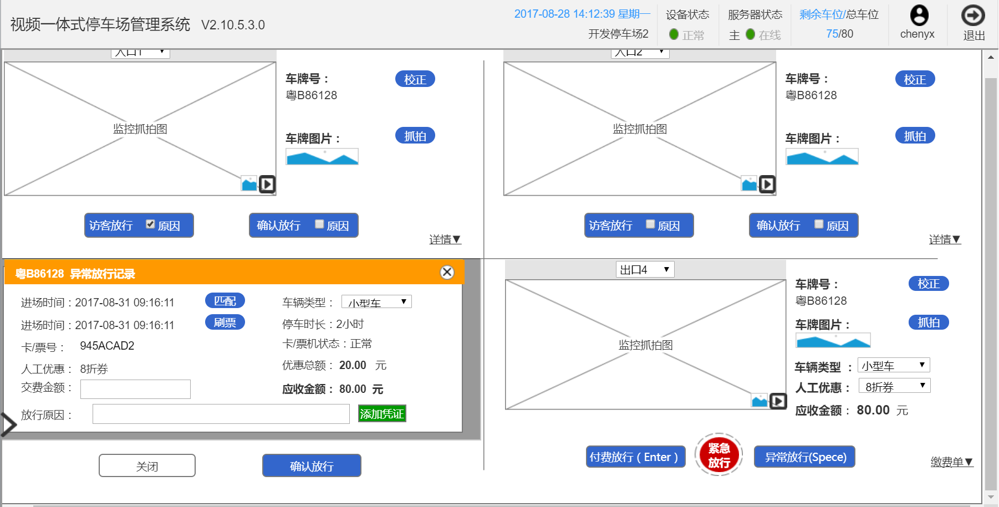 视频一体式停车场管理系统 V2.10.5.3.0
2017-08-28 14:12:39 星期一
开发停车场2
设备状态
正常
服务器状态
主 在线
剩余车位/总车位
75/80
chenyx
退出
入口1
监控抓拍图
车牌号：
粤B86128
校正
车牌图片：
抓拍
访客放行 原因
确认放行 原因
详情▼
入口2
监控抓拍图
车牌号：
粤B86128
校正
车牌图片：
抓拍
访客放行 原因
确认放行 原因
详情▼
粤B86128 异常放行记录
进场时间：2017-08-31 09:16:11 匹配
车辆类型： 小型车
进场时间：2017-08-31 09:16:11 刷票
停车时长：2小时
卡/票号： 945ACAD2
卡/票机状态：正常
人工优惠： 8折券
优惠总额： 20.00 元
交费金额：
应收金额： 80.00 元
放行原因：
添加凭证
关闭
确认放行
出口4
监控抓拍图
车牌号：
粤B86128
校正
车牌图片：
抓拍
车辆类型： 小型车
人工优惠： 8折券
应收金额： 80.00 元
付费放行（Enter）
紧急
放行
异常放行(Spece)
缴费单▼